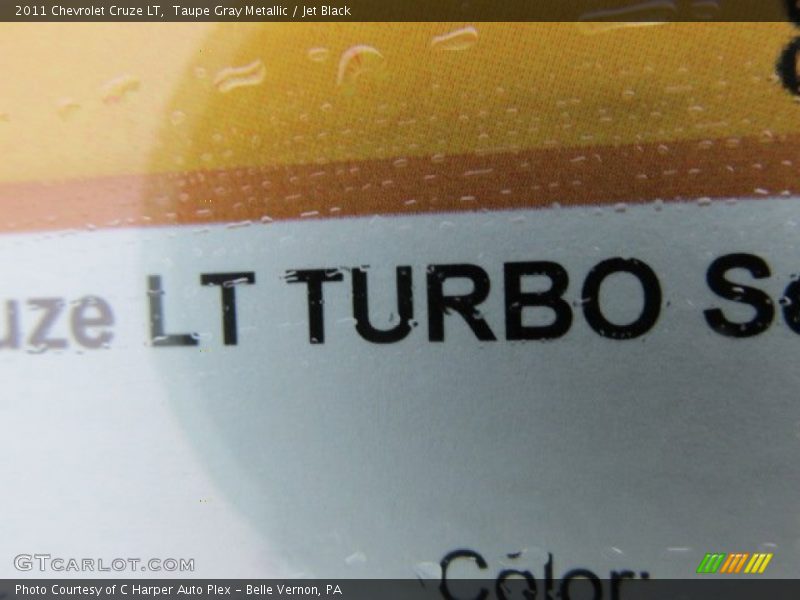 2011 Chevrolet Cruze LT,  Taupe Gray Metallic / Jet Black
uze LT TURBO S
Color:
GTCARLOT.COM
Photo Courtesy of C Harper Auto Plex - Belle Vernon, PA